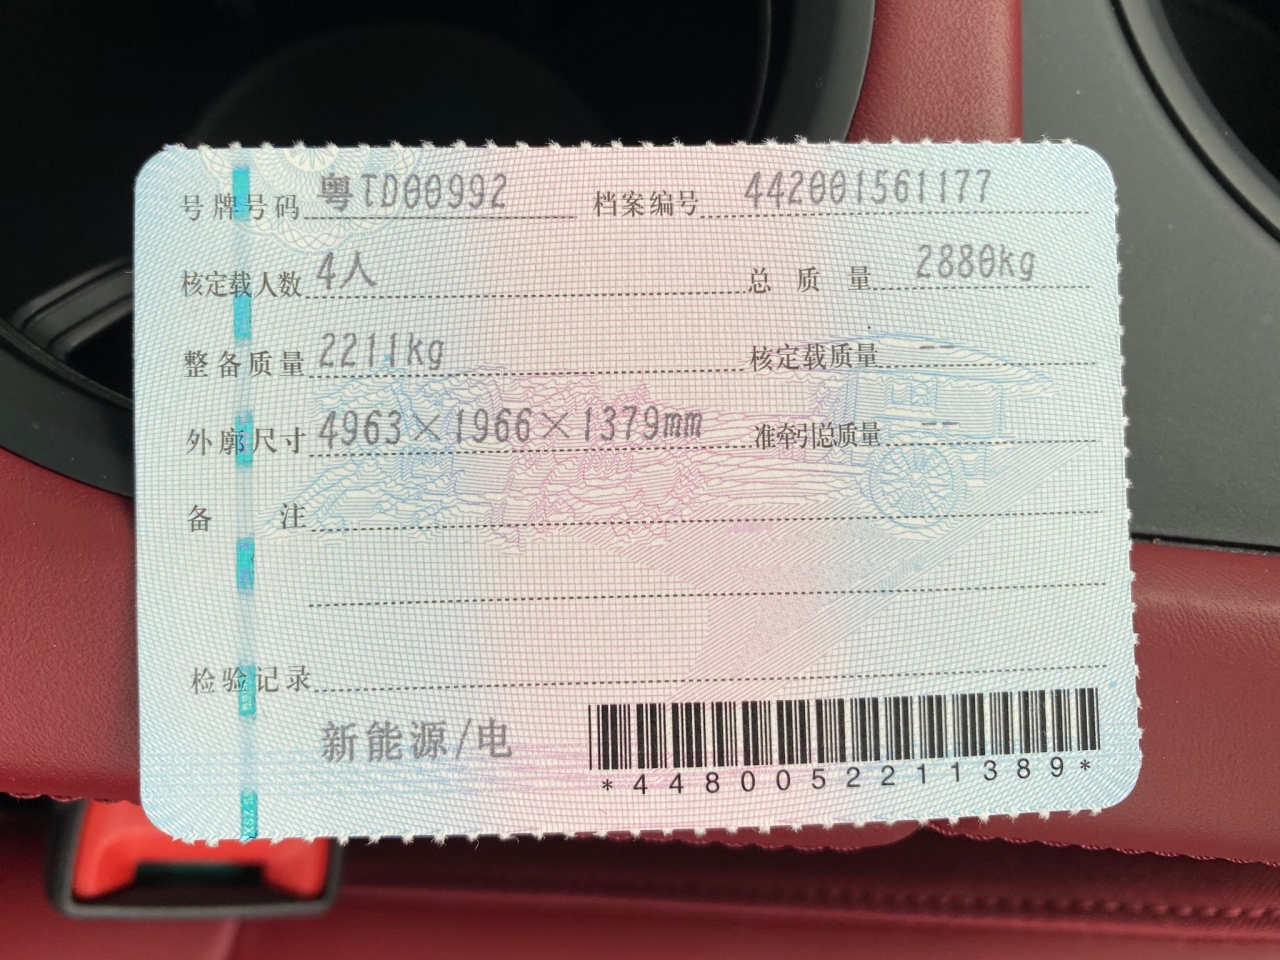 号牌号码 粤TD00992 档案编号 442001561177
核定载人数 4人 总质量 2880kg
整备质量 2211kg 核定载质量 --
外廓尺寸 4963×1966×1379mm 准牵引总质量 --
备注
检验记录
新能源/电
*4480052211389*